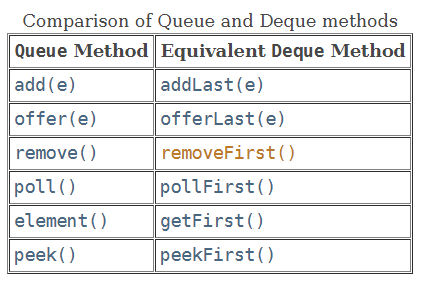 Comparison of Queue and Deque methods
Queue Method Equivalent Deque Method
add(e) addLast(e)
offer(e) offerLast(e)
remove() removeFirst()
poll() pollFirst()
element() getFirst()
peek() peekFirst()